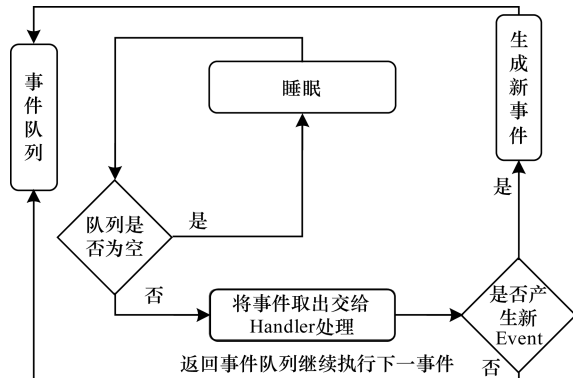 事件队列
睡眠
生成新事件
队列是
否为空
是
是
否
将事件取出交给
Handler处理
是否产
生新
Event
返回事件队列继续执行下一事件
否